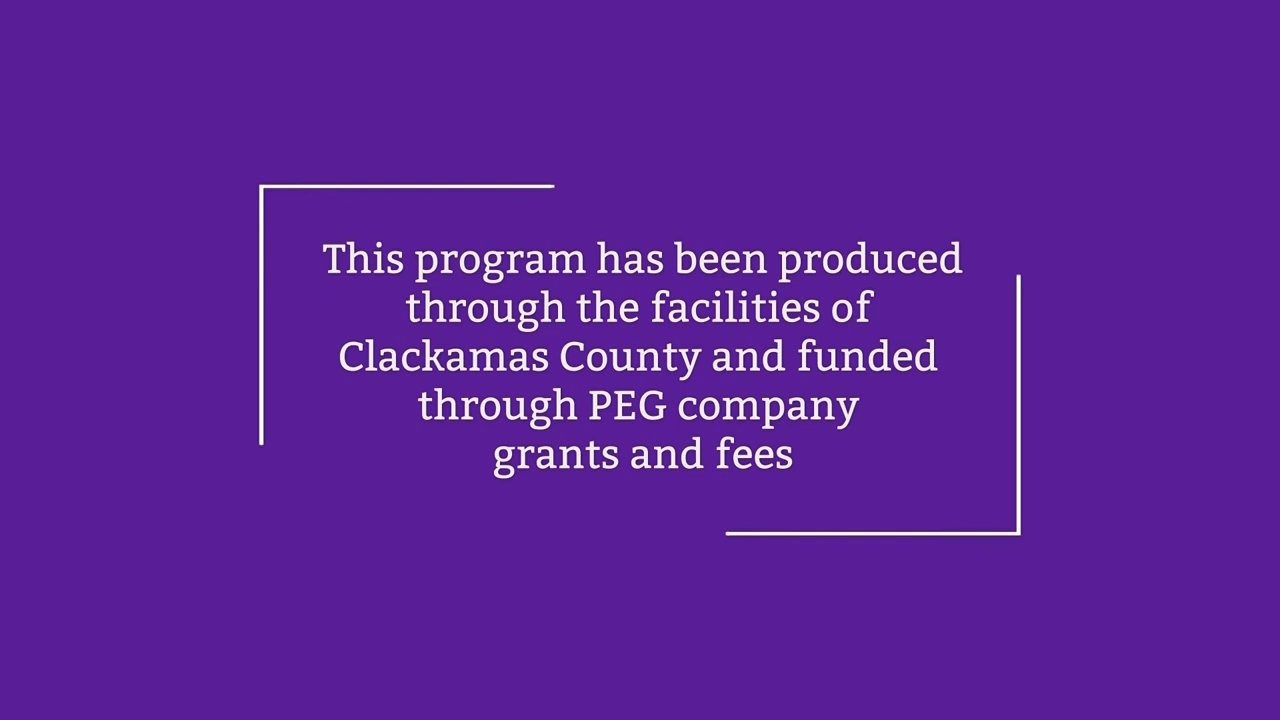 This program has been produced
through the facilities of
Clackamas County and funded
through PEG company
grants and fees